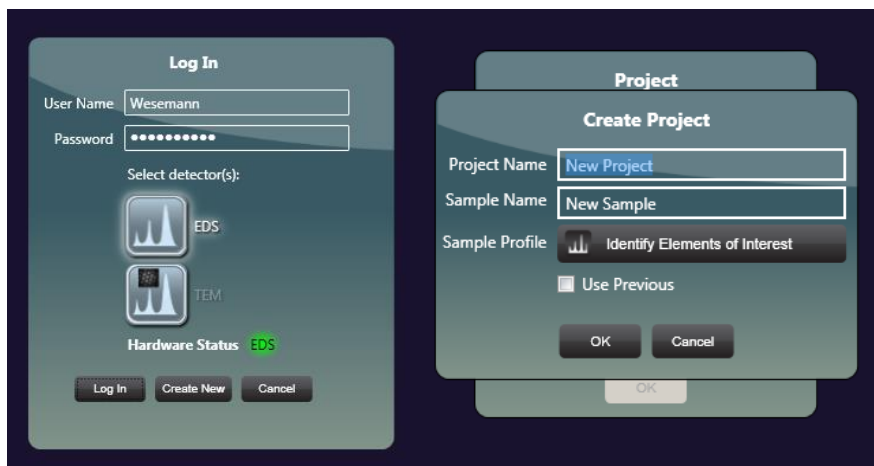 Log In
User Name Wesemann
Password ••••••••••
Select detector(s):
EDS
TEM
Hardware Status EDS
Log In Create New Cancel
Project
Create Project
Project Name New Project
Sample Name New Sample
Sample Profile Identify Elements of Interest
Use Previous
OK Cancel
OK